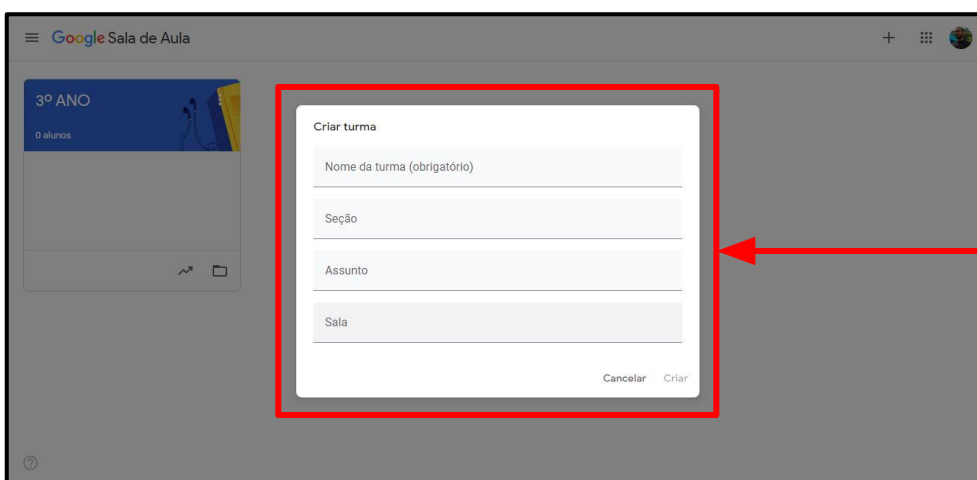 Google Sala de Aula
3º ANO
0 alunos
Criar turma
Nome da turma (obrigatório)
Seção
Assunto
Sala
Cancelar Criar